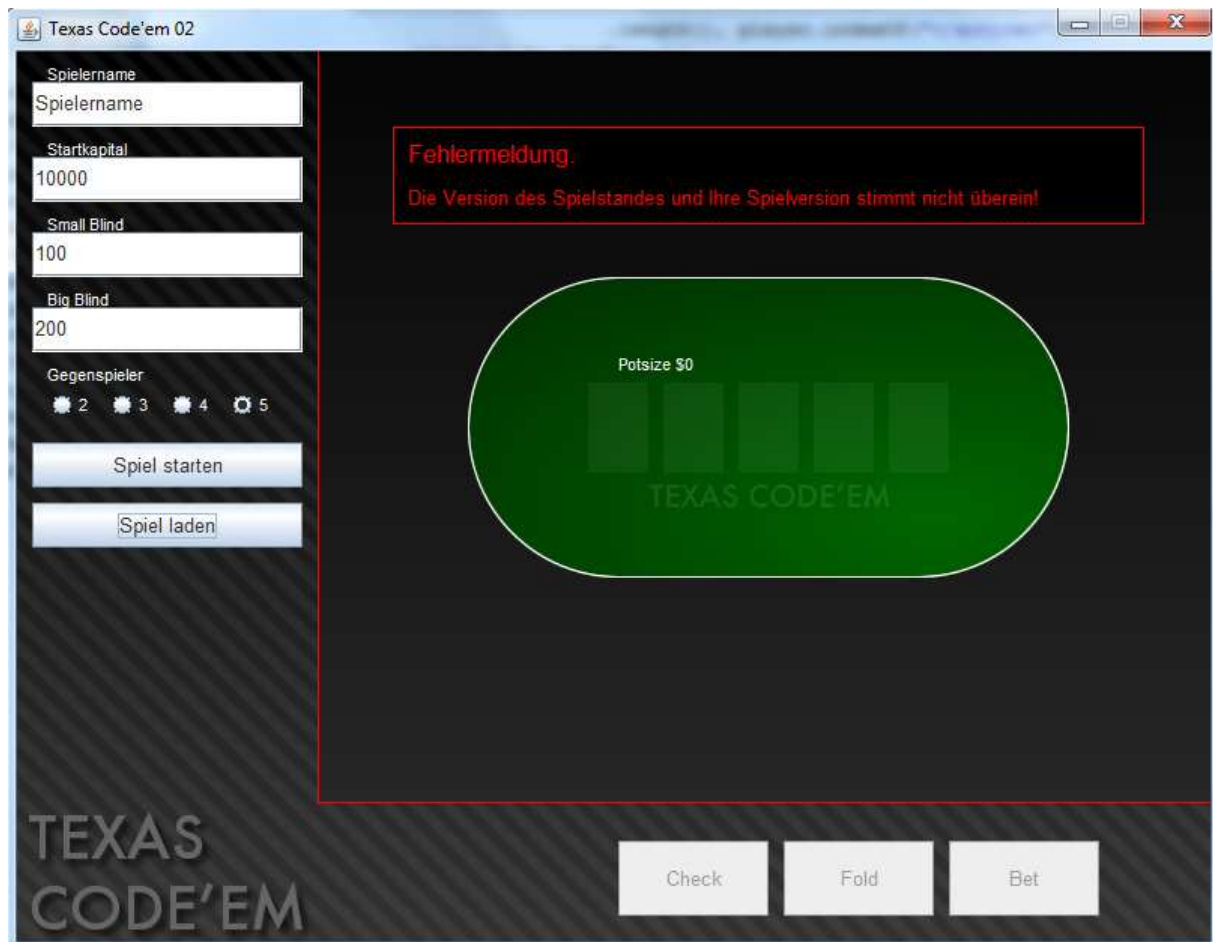 Texas Code'em 02
Spielername
Spielername
Startkapital
10000
Small Blind
100
Big Blind
200
Gegenspieler
2 3 4 5
Spiel starten
Spiel laden
Fehlermeldung.
Die Version des Spielstandes und Ihre Spielversion stimmt nicht überein!
Potsize $0
TEXAS CODE'EM
TEXAS
CODE'EM
Check Fold Bet